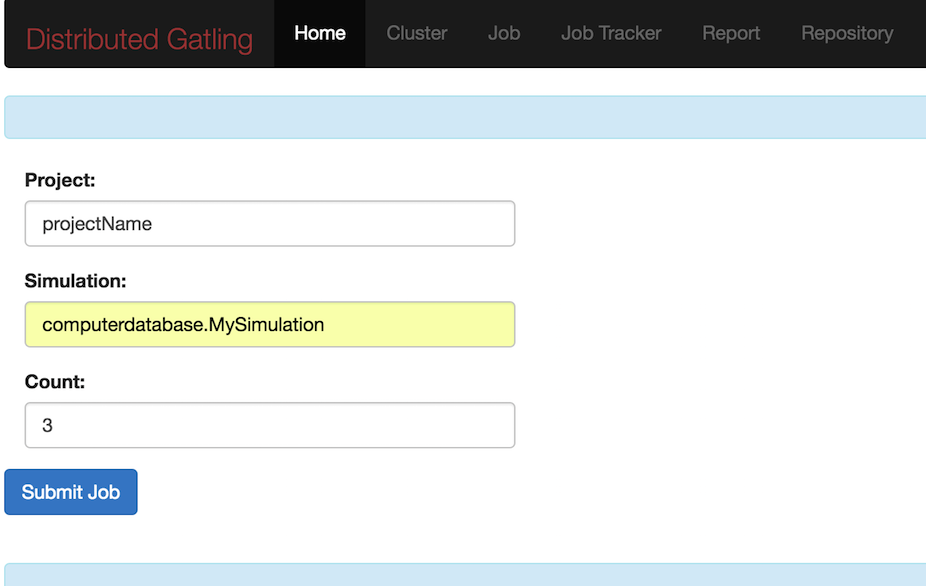 Distributed Gatling Home Cluster Job Job Tracker Report Repository
Project:
projectName
Simulation:
computerdatabase.MySimulation
Count:
3
Submit Job